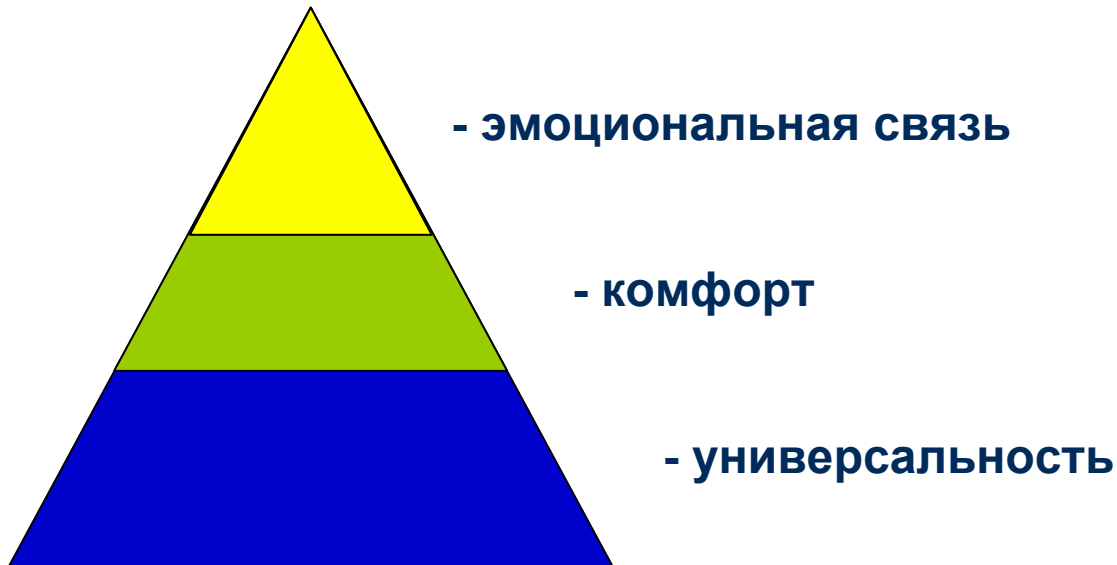 - эмоциональная связь
- комфорт
- универсальность